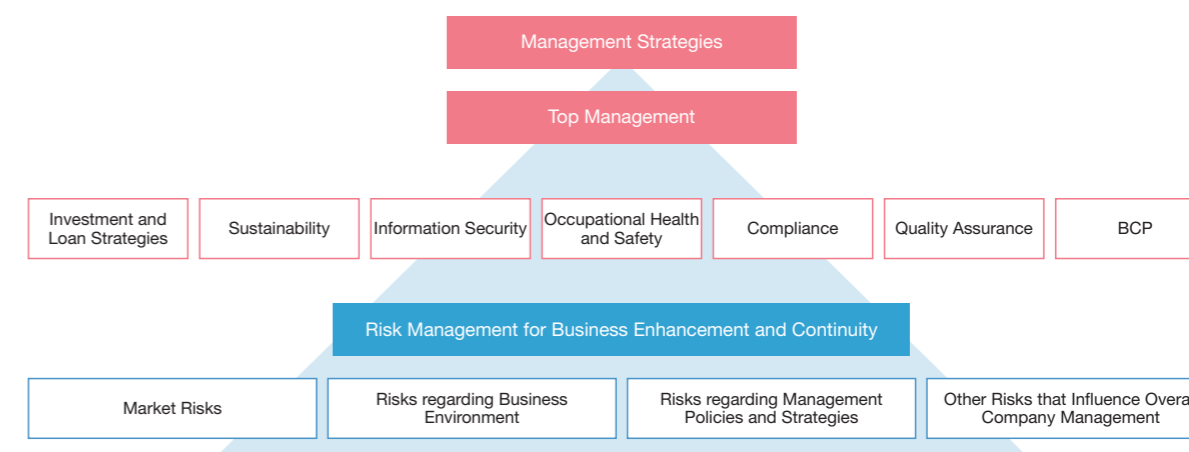 Management Strategies
Top Management
Investment and
Loan Strategies
Sustainability
Information Security
Occupational Health
and Safety
Compliance
Quality Assurance
BCP
Risk Management for Business Enhancement and Continuity
Market Risks
Risks regarding Business
Environment
Risks regarding Management
Policies and Strategies
Other Risks that Influence Overa
Company Management